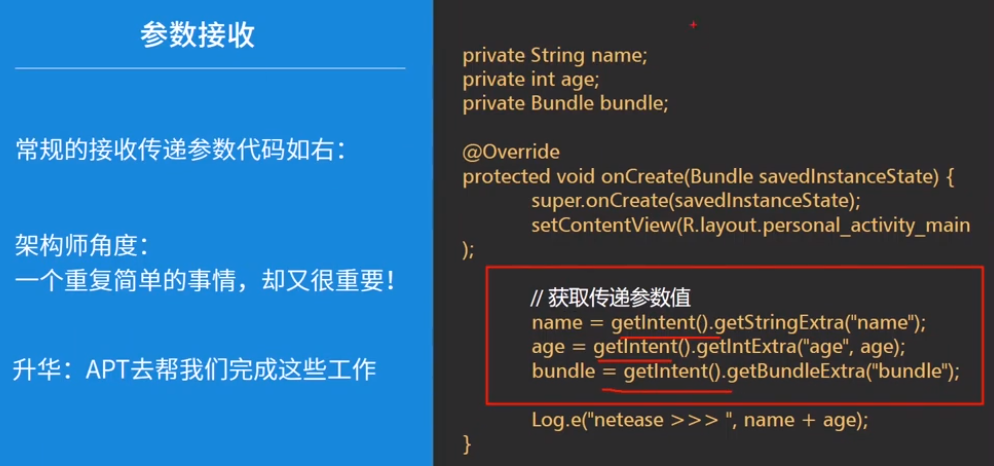 参数接收
常规的接收传递参数代码如右：
架构师角度：
一个重复简单的事情，却又很重要！
升华：APT去帮我们完成这些工作
private String name;
private int age;
private Bundle bundle;
@Override
protected void onCreate(Bundle savedInstanceState) {
super.onCreate(savedInstanceState);
setContentView(R.layout.personal_activity_main
);
// 获取传递参数值
name = getIntent().getStringExtra("name");
age = getIntent().getIntExtra("age", age);
bundle = getIntent().getBundleExtra("bundle");
Log.e("netease >>> ", name + age);
}